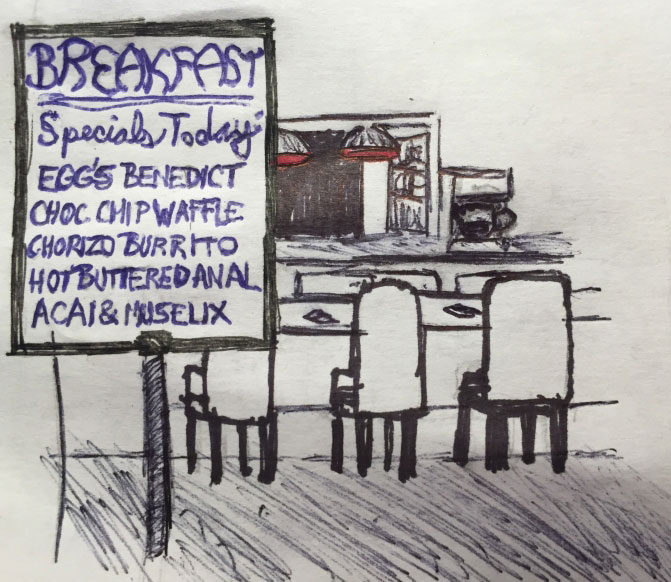 BREAKFAST
Specials Today
EGG'S BENEDICT
CHOC CHIP WAFFLE
CHORIZO BURRITO
HOT BUTTERED ANAL
ACAI & MUSELIX